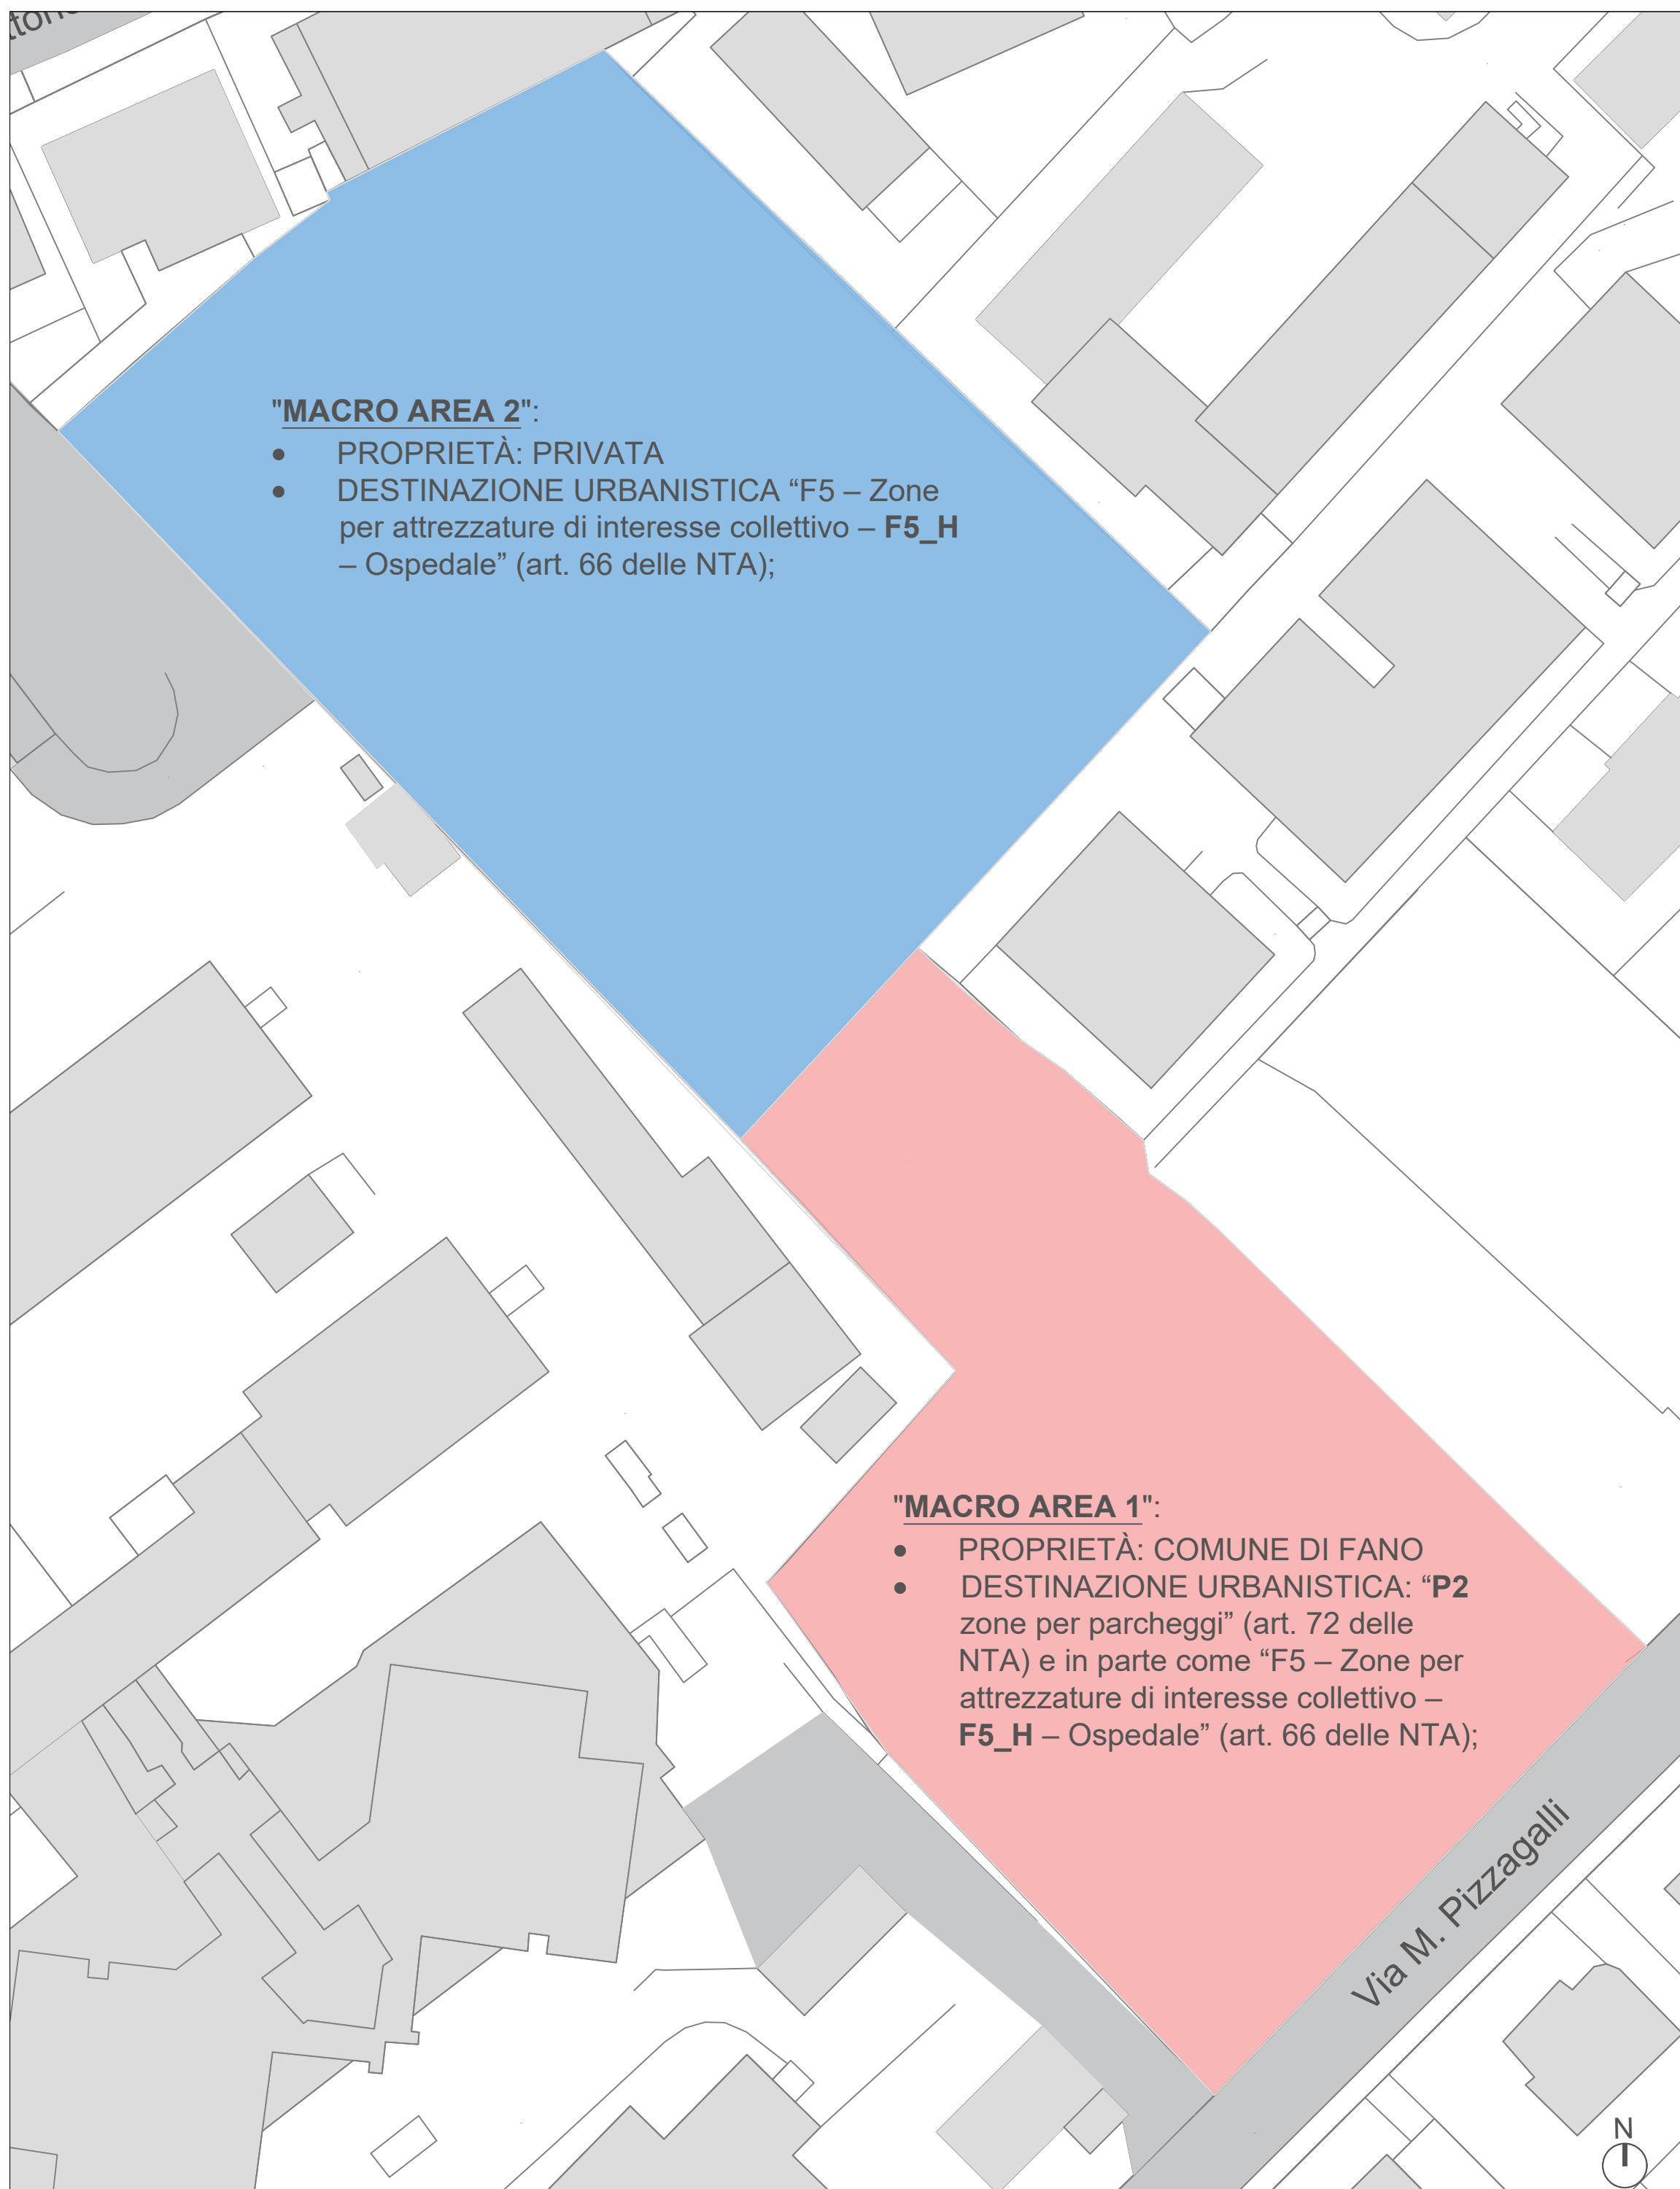 "MACRO AREA 2":
• PROPRIETÀ: PRIVATA
• DESTINAZIONE URBANISTICA “F5 – Zone
per attrezzature di interesse collettivo – F5_H
– Ospedale” (art. 66 delle NTA);
"MACRO AREA 1":
• PROPRIETÀ: COMUNE DI FANO
• DESTINAZIONE URBANISTICA: “P2
zone per parcheggi” (art. 72 delle
NTA) e in parte come “F5 – Zone per
attrezzature di interesse collettivo –
F5_H – Ospedale” (art. 66 delle NTA);
Via M. Pizzagalli
N